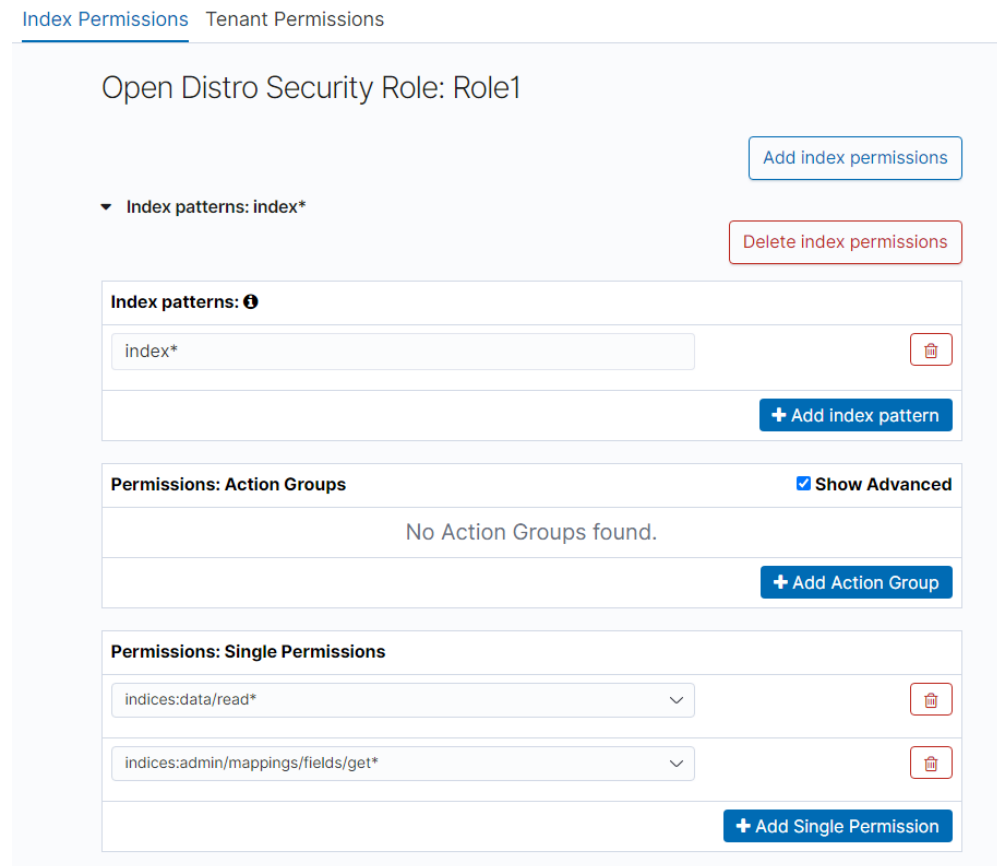 Index Permissions Tenant Permissions
Open Distro Security Role: Role1
Add index permissions
Index patterns: index*
Delete index permissions
Index patterns:
index*
Add index pattern
Permissions: Action Groups Show Advanced
No Action Groups found.
Add Action Group
Permissions: Single Permissions
indices:data/read*
indices:admin/mappings/fields/get*
Add Single Permission